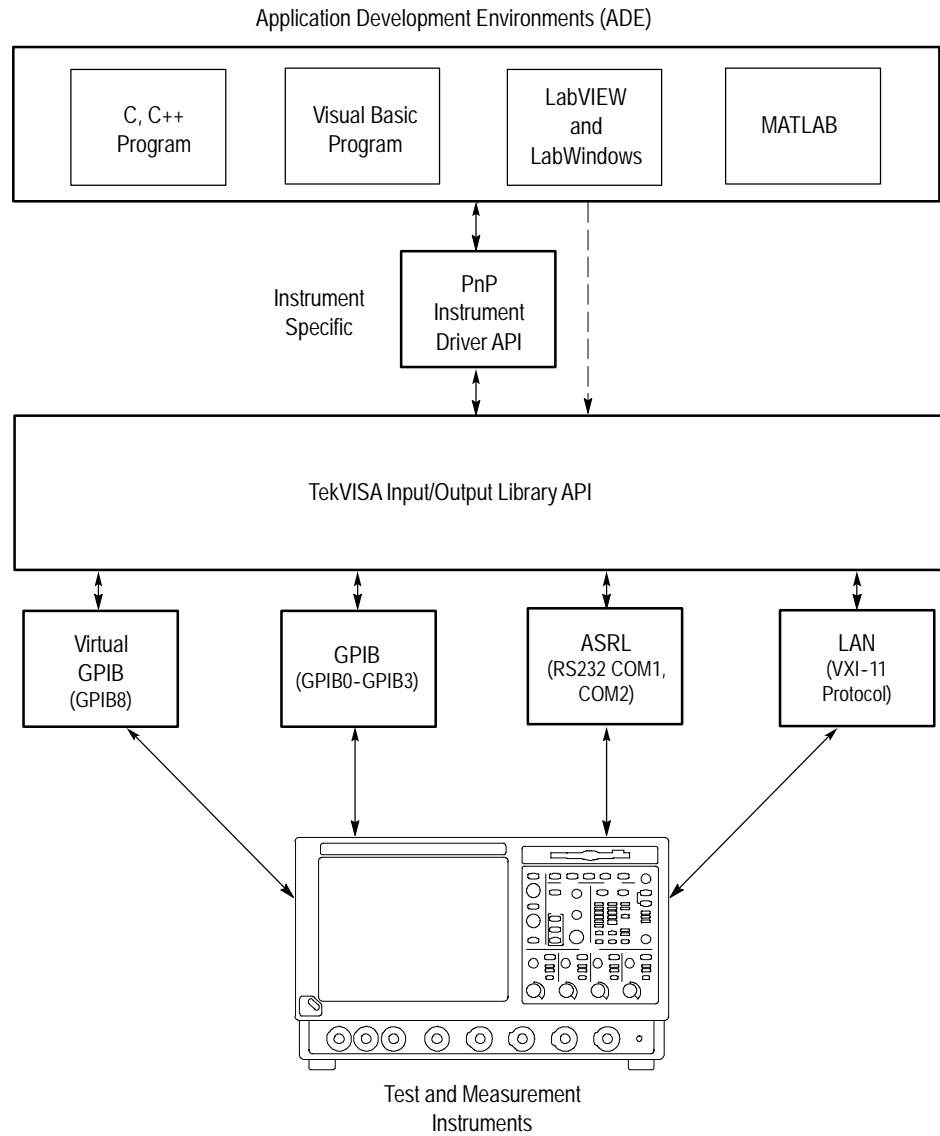 Application Development Environments (ADE)
C, C++
Program
Visual Basic
Program
LabVIEW
and
LabWindows
MATLAB
Instrument
Specific
PnP
Instrument
Driver API
TekVISA Input/Output Library API
Virtual
GPIB
(GPIB8)
GPIB
(GPIB0-GPIB3)
ASRL
(RS232 COM1,
COM2)
LAN
(VXI-11
Protocol)
Test and Measurement
Instruments